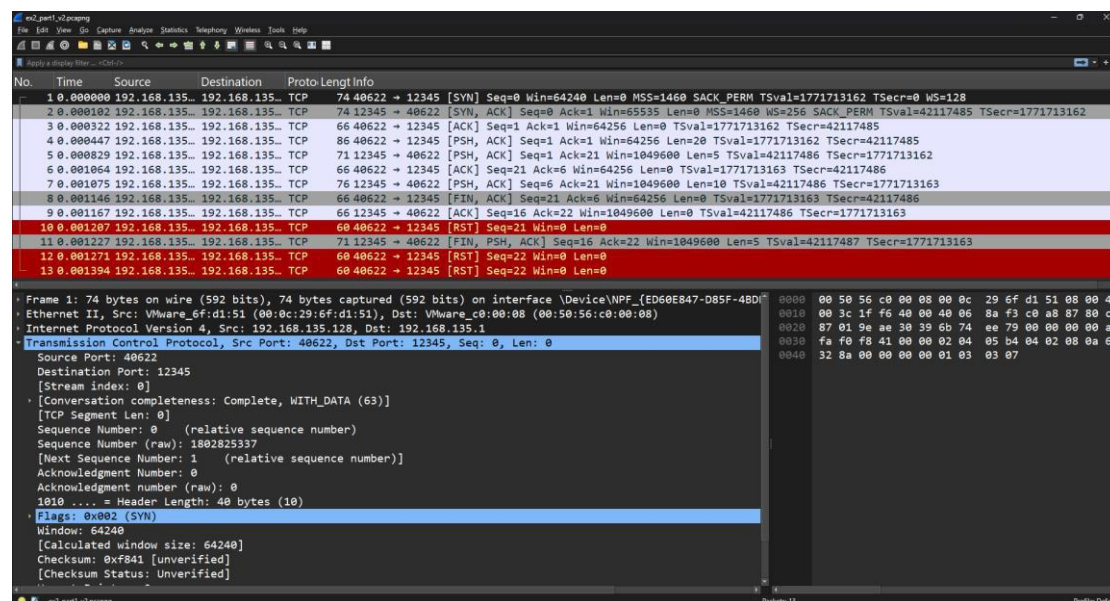 ex2_part1_v2.pcapng
File Edit View Go Capture Analyze Statistics Telephony Wireless Tools Help
Apply a display filter ... <Ctrl-/>
No. Time Source Destination Proto Lengt Info
1 0.000000 192.168.135… 192.168.135… TCP 74 40622 → 12345 [SYN] Seq=0 Win=64240 Len=0 MSS=1460 SACK_PERM TSval=1771713162 TSecr=0 WS=128
2 0.000102 192.168.135… 192.168.135… TCP 74 12345 → 40622 [SYN, ACK] Seq=0 Ack=1 Win=65535 Len=0 MSS=1460 WS=256 SACK_PERM TSval=42117485 TSecr=1771713162
3 0.000322 192.168.135… 192.168.135… TCP 66 40622 → 12345 [ACK] Seq=1 Ack=1 Win=64256 Len=0 TSval=1771713162 TSecr=42117485
4 0.000447 192.168.135… 192.168.135… TCP 86 40622 → 12345 [PSH, ACK] Seq=1 Ack=1 Win=64256 Len=20 TSval=1771713162 TSecr=42117485
5 0.000829 192.168.135… 192.168.135… TCP 71 12345 → 40622 [PSH, ACK] Seq=1 Ack=21 Win=1049600 Len=5 TSval=42117486 TSecr=1771713162
6 0.001064 192.168.135… 192.168.135… TCP 66 40622 → 12345 [ACK] Seq=21 Ack=6 Win=64256 Len=0 TSval=1771713163 TSecr=42117486
7 0.001075 192.168.135… 192.168.135… TCP 76 12345 → 40622 [PSH, ACK] Seq=6 Ack=21 Win=1049600 Len=10 TSval=42117486 TSecr=1771713163
8 0.001146 192.168.135… 192.168.135… TCP 66 40622 → 12345 [FIN, ACK] Seq=21 Ack=6 Win=64256 Len=0 TSval=1771713163 TSecr=42117486
9 0.001167 192.168.135… 192.168.135… TCP 66 12345 → 40622 [ACK] Seq=16 Ack=22 Win=1049600 Len=0 TSval=42117486 TSecr=1771713163
10 0.001207 192.168.135… 192.168.135… TCP 60 40622 → 12345 [RST] Seq=21 Win=0 Len=0
11 0.001227 192.168.135… 192.168.135… TCP 71 12345 → 40622 [FIN, PSH, ACK] Seq=16 Ack=22 Win=1049600 Len=5 TSval=42117487 TSecr=1771713163
12 0.001271 192.168.135… 192.168.135… TCP 60 40622 → 12345 [RST] Seq=22 Win=0 Len=0
13 0.001394 192.168.135… 192.168.135… TCP 60 40622 → 12345 [RST] Seq=22 Win=0 Len=0
Frame 1: 74 bytes on wire (592 bits), 74 bytes captured (592 bits) on interface \Device\NPF_{ED60E847-D85F-4BD
Ethernet II, Src: VMware_6f:d1:51 (00:0c:29:6f:d1:51), Dst: VMware_c0:00:08 (00:50:56:c0:00:08)
Internet Protocol Version 4, Src: 192.168.135.128, Dst: 192.168.135.1
Transmission Control Protocol, Src Port: 40622, Dst Port: 12345, Seq: 0, Len: 0
Source Port: 40622
Destination Port: 12345
[Stream index: 0]
[Conversation completeness: Complete, WITH_DATA (63)]
[TCP Segment Len: 0]
Sequence Number: 0 (relative sequence number)
Sequence Number (raw): 1802825337
[Next Sequence Number: 1 (relative sequence number)]
Acknowledgment Number: 0
Acknowledgment number (raw): 0
1010 .... = Header Length: 40 bytes (10)
Flags: 0x002 (SYN)
Window: 64240
[Calculated window size: 64240]
Checksum: 0xf841 [unverified]
[Checksum Status: Unverified]
0000 00 50 56 c0 00 08 00 0c 29 6f d1 51 08 00 4
0010 00 3c 1f f6 40 00 40 06 8a f3 c0 a8 87 80 c
0020 87 01 9e ae 30 39 6b 74 ee 79 00 00 00 00 a
0030 fa f0 f8 41 00 00 02 04 05 b4 04 02 08 0a 6
0040 32 8a 00 00 00 00 01 03 03 07